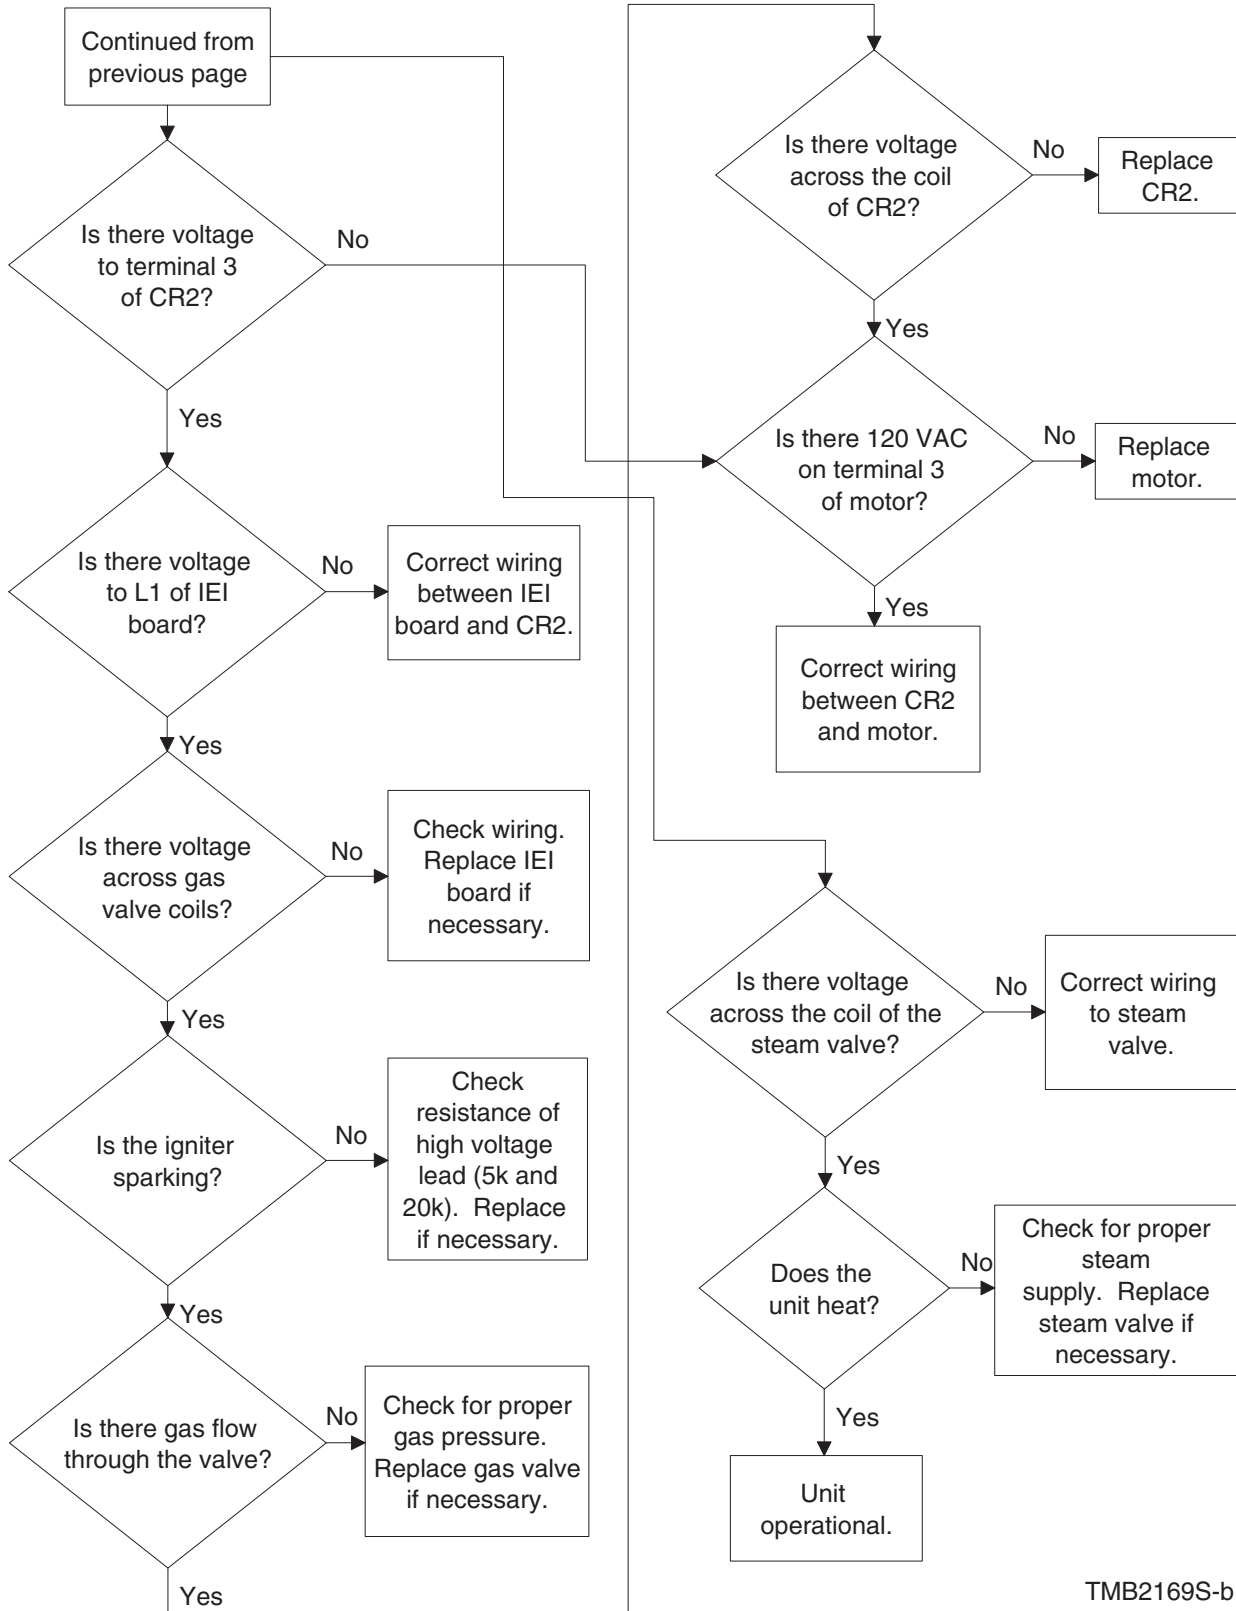 Continued from
previous page
Is there voltage
to terminal 3
of CR2?
No
Yes
Is there voltage
to L1 of IEI
board?
No
Correct wiring
between IEI
board and CR2.
Yes
Is there voltage
across gas
valve coils?
No
Check wiring.
Replace IEI
board if
necessary.
Yes
Is the igniter
sparking?
No
Check
resistance of
high voltage
lead (5k and
20k).  Replace
if necessary.
Yes
Is there gas flow
through the valve?
No
Check for proper
gas pressure.
Replace gas valve
if necessary.
Yes
Is there voltage
across the coil
of CR2?
No
Replace
CR2.
Yes
Is there 120 VAC
on terminal 3
of motor?
No
Replace
motor.
Yes
Correct wiring
between CR2
and motor.
Is there voltage
across the coil of the
steam valve?
No
Correct wiring
to steam
valve.
Yes
Does the
unit heat?
No
Check for proper
steam
supply.  Replace
steam valve if
necessary.
Yes
Unit
operational.
TMB2169S-b